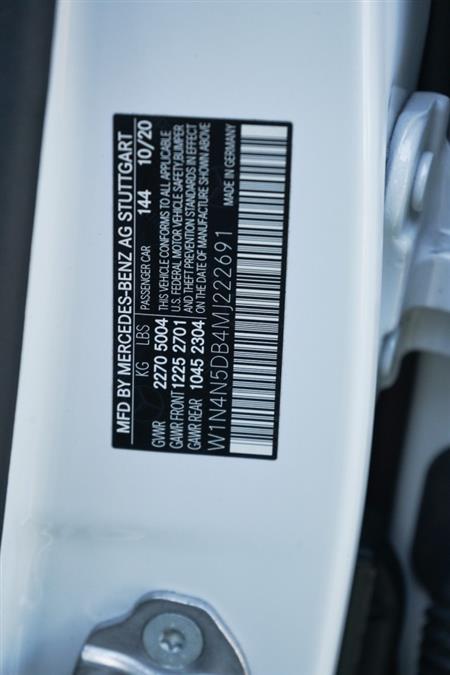 MFD BY MERCEDES-BENZ AG STUTTGART
KG LBS PASSENGER CAR 144 10/20
GVWR 2270 5004 THIS VEHICLE CONFORMS TO ALL APPLICABLE
GAWR FRONT 1225 2701 U.S. FEDERAL MOTOR VEHICLE SAFETY, BUMPER,
GAWR REAR 1045 2304 AND THEFT PREVENTION STANDARDS IN EFFECT
ON THE DATE OF MANUFACTURE SHOWN ABOVE
W1N4N5DB4MJ222691 MADE IN GERMANY